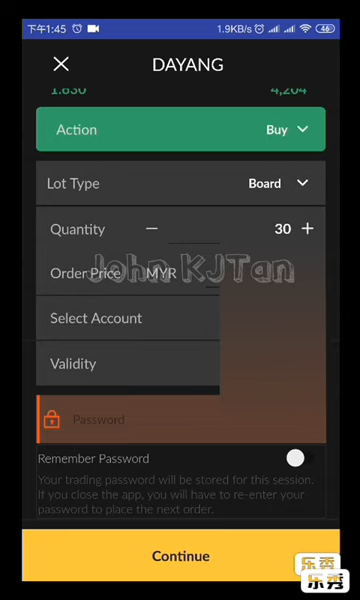 下午1:45 1.9KB/s 46
DAYANG
1.830 4,204
Action Buy
Lot Type Board
Quantity 30
Order Price MYR
John KJTan
Select Account
Validity
Password
Remember Password
Your trading password will be stored for this session.
If you close the app, you will have to re-enter your
password to place the next order.
Continue
乐秀
乐秀